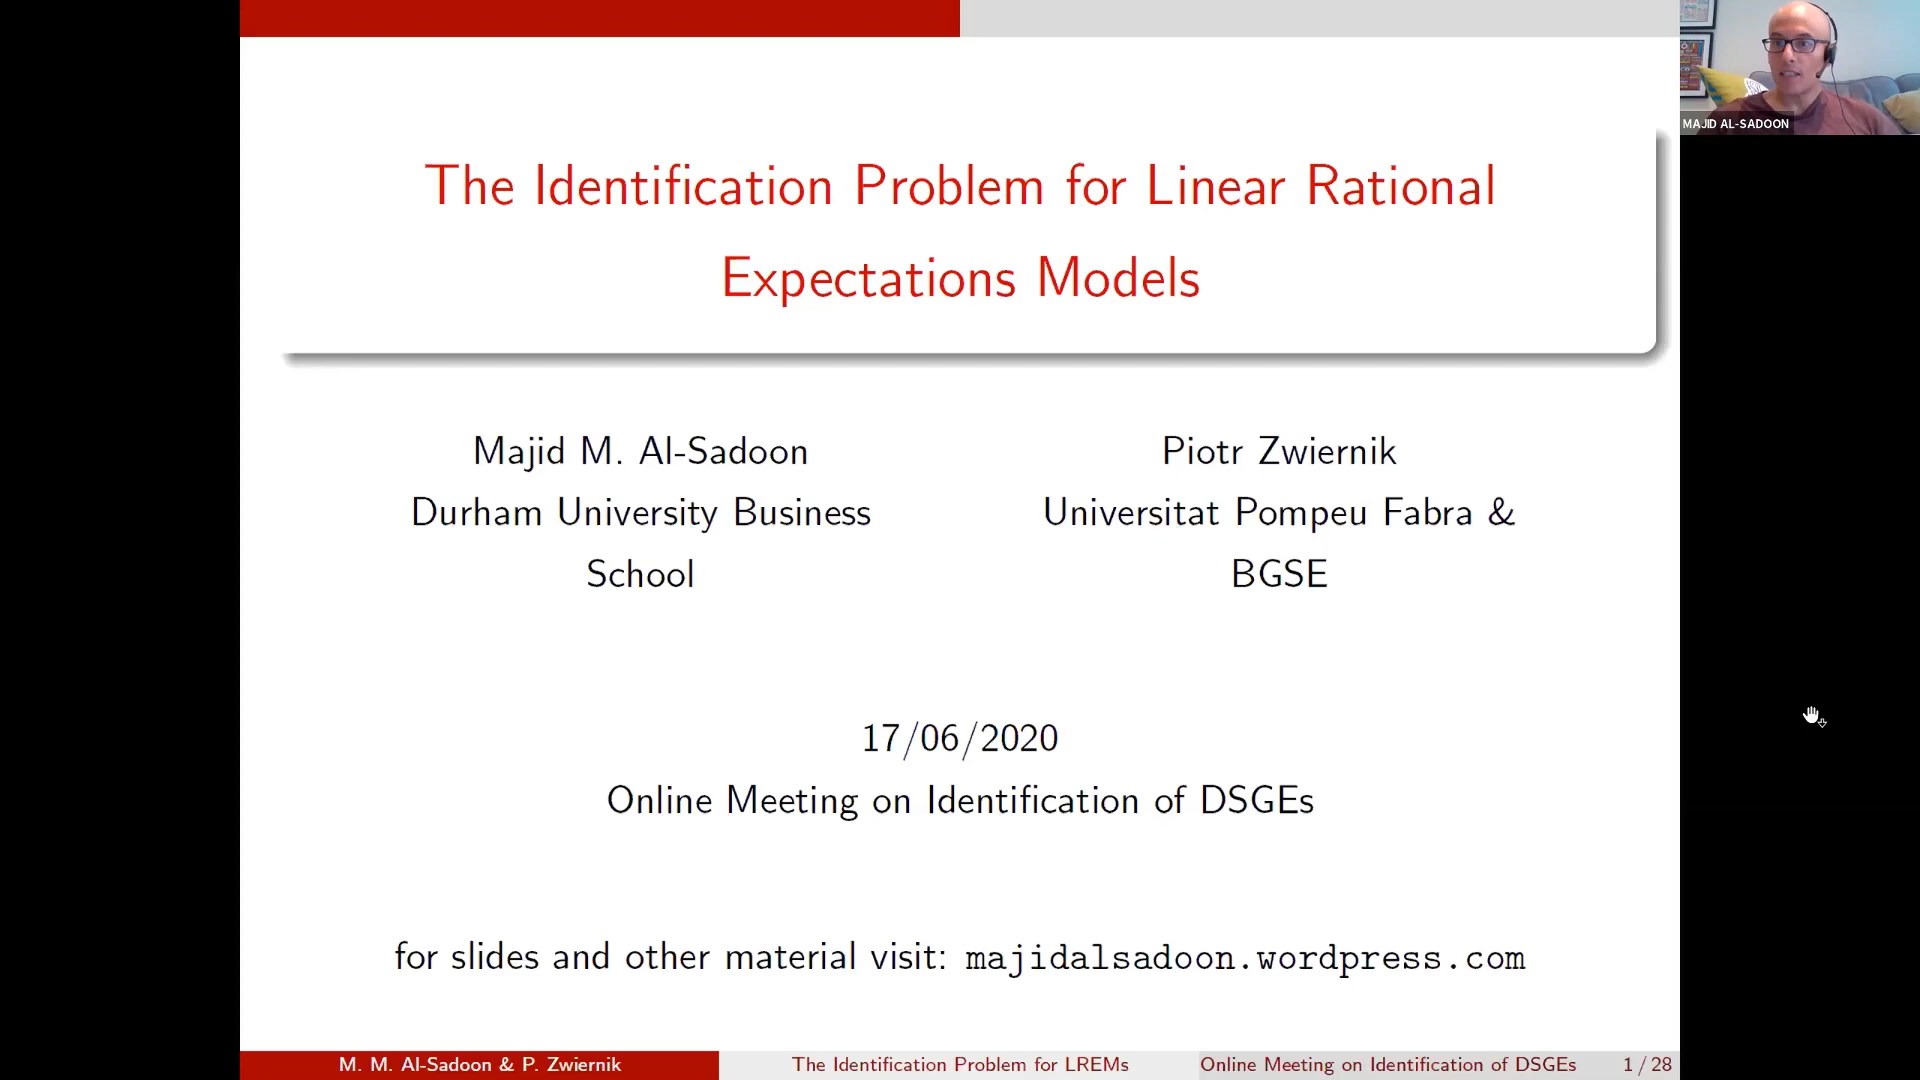 MAJID AL-SADOON
The Identification Problem for Linear Rational
Expectations Models
Majid M. Al-Sadoon
Durham University Business
School
Piotr Zwiernik
Universitat Pompeu Fabra &
BGSE
17/06/2020
Online Meeting on Identification of DSGEs
for slides and other material visit: majidalsadoon.wordpress.com
M. M. Al-Sadoon & P. Zwiernik
The Identification Problem for LREMs
Online Meeting on Identification of DSGEs
1 / 28